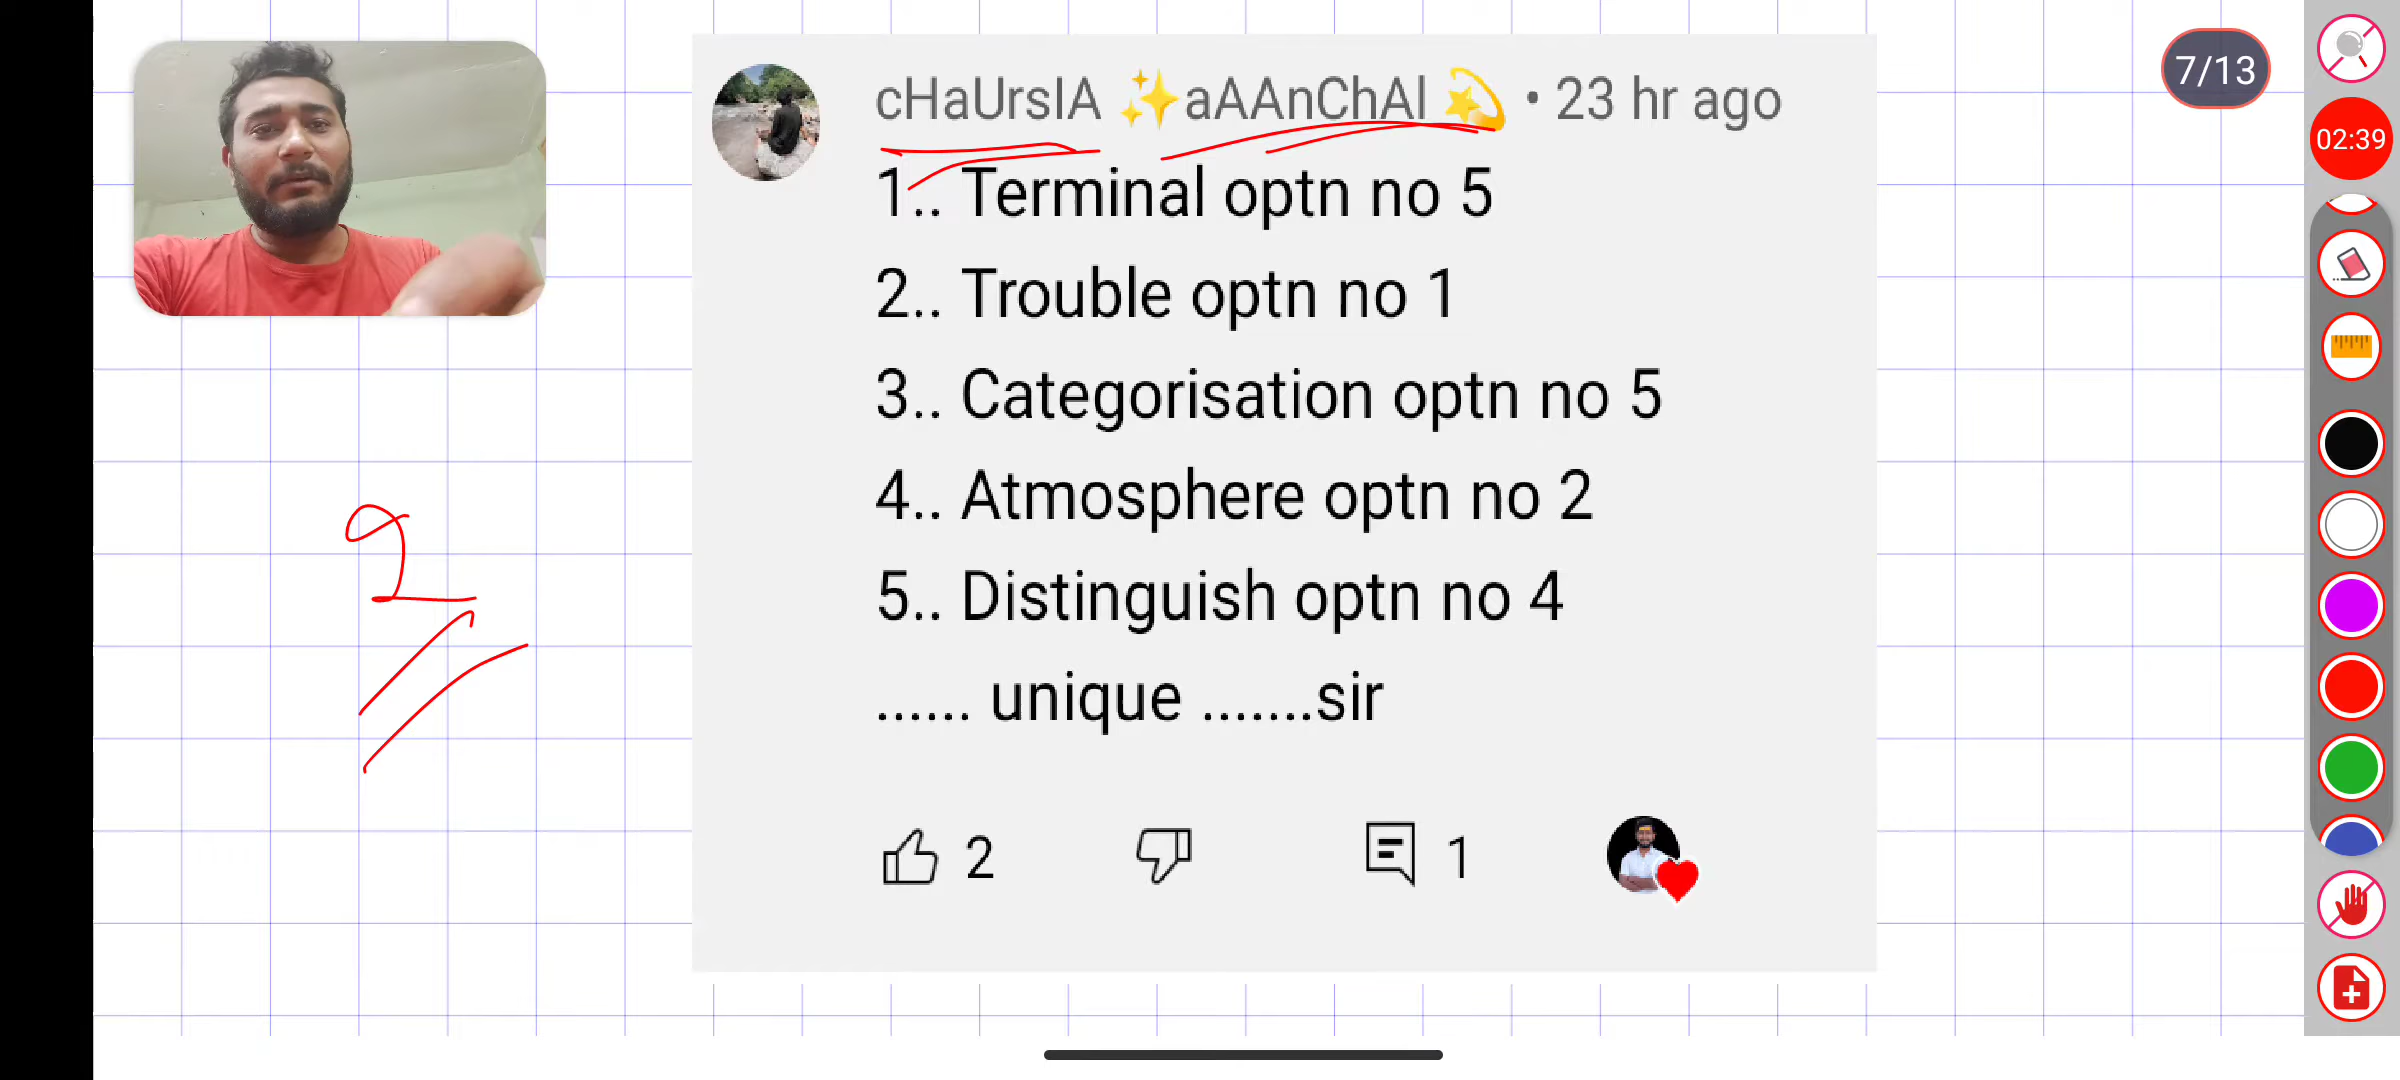 cHaUrsIA ✨aAAnChAl 💫 • 23 hr ago
1.. Terminal optn no 5
2.. Trouble optn no 1
3.. Categorisation optn no 5
4.. Atmosphere optn no 2
5.. Distinguish optn no 4
...... unique .......sir
2
1
7/13
02:39